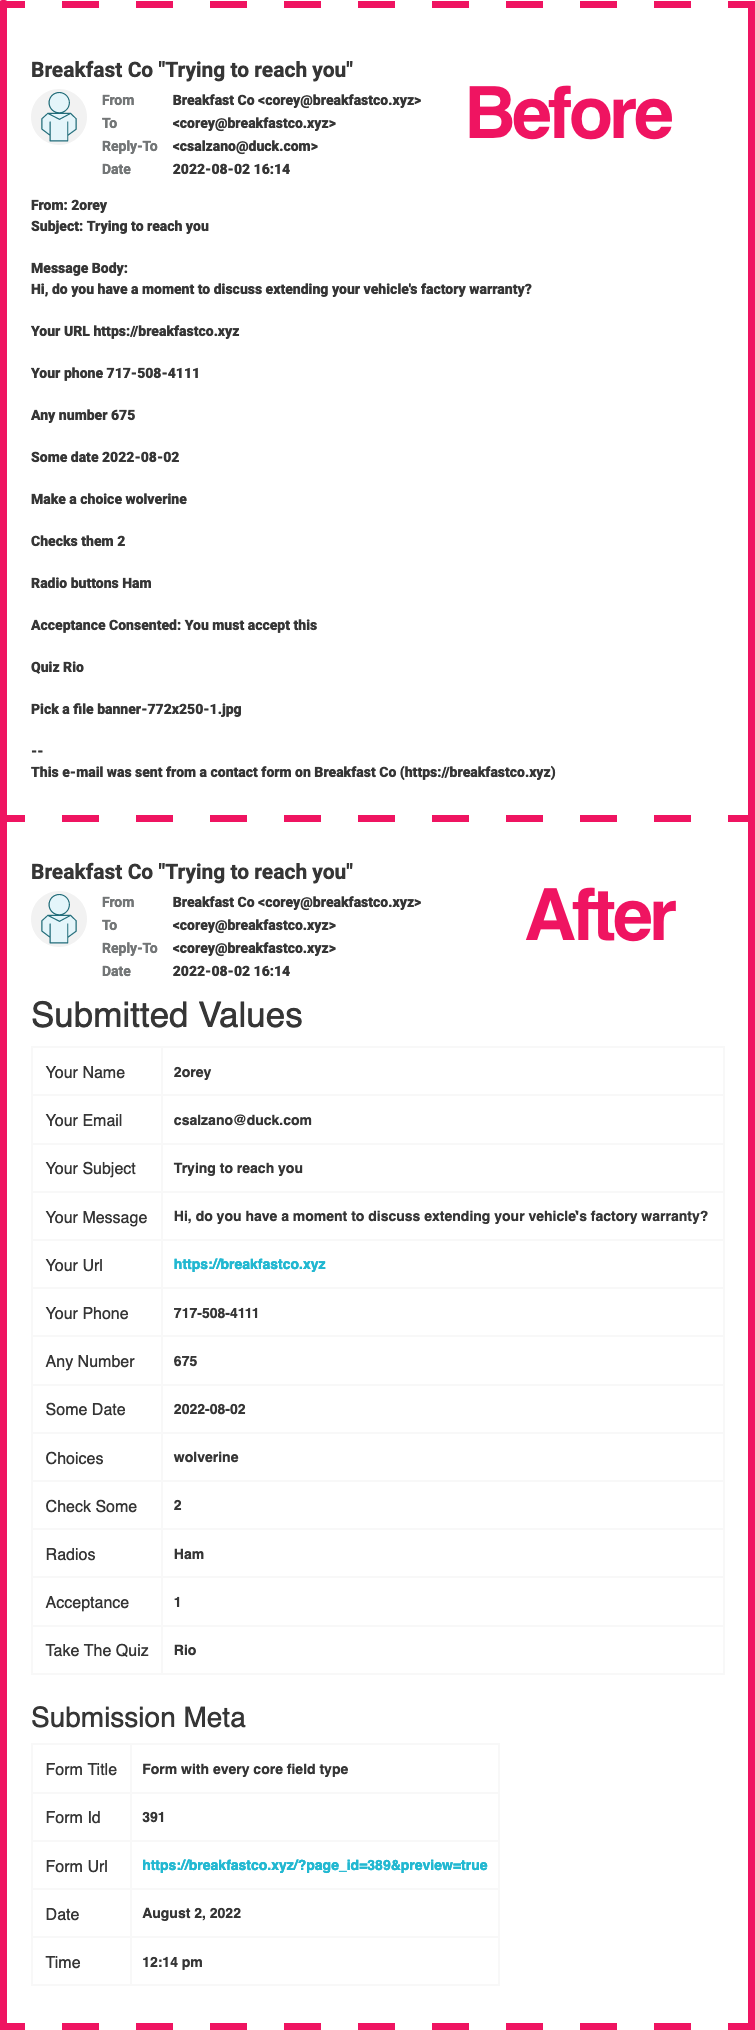 Breakfast Co "Trying to reach you"
Before
From Breakfast Co <corey@breakfastco.xyz>
To <corey@breakfastco.xyz>
Reply-To <csalzano@duck.com>
Date 2022-08-02 16:14
From: 2orey
Subject: Trying to reach you
Message Body:
Hi, do you have a moment to discuss extending your vehicle's factory warranty?
Your URL https://breakfastco.xyz
Your phone 717-508-4111
Any number 675
Some date 2022-08-02
Make a choice wolverine
Checks them 2
Radio buttons Ham
Acceptance Consented: You must accept this
Quiz Rio
Pick a file banner-772x250-1.jpg
--
This e-mail was sent from a contact form on Breakfast Co (https://breakfastco.xyz)
Breakfast Co "Trying to reach you"
After
From Breakfast Co <corey@breakfastco.xyz>
To <corey@breakfastco.xyz>
Reply-To <corey@breakfastco.xyz>
Date 2022-08-02 16:14
Submitted Values
Your Name 2orey
Your Email csalzano@duck.com
Your Subject Trying to reach you
Your Message Hi, do you have a moment to discuss extending your vehicle's factory warranty?
Your Url https://breakfastco.xyz
Your Phone 717-508-4111
Any Number 675
Some Date 2022-08-02
Choices wolverine
Check Some 2
Radios Ham
Acceptance 1
Take The Quiz Rio
Submission Meta
Form Title Form with every core field type
Form Id 391
Form Url https://breakfastco.xyz/?page_id=389&preview=true
Date August 2, 2022
Time 12:14 pm